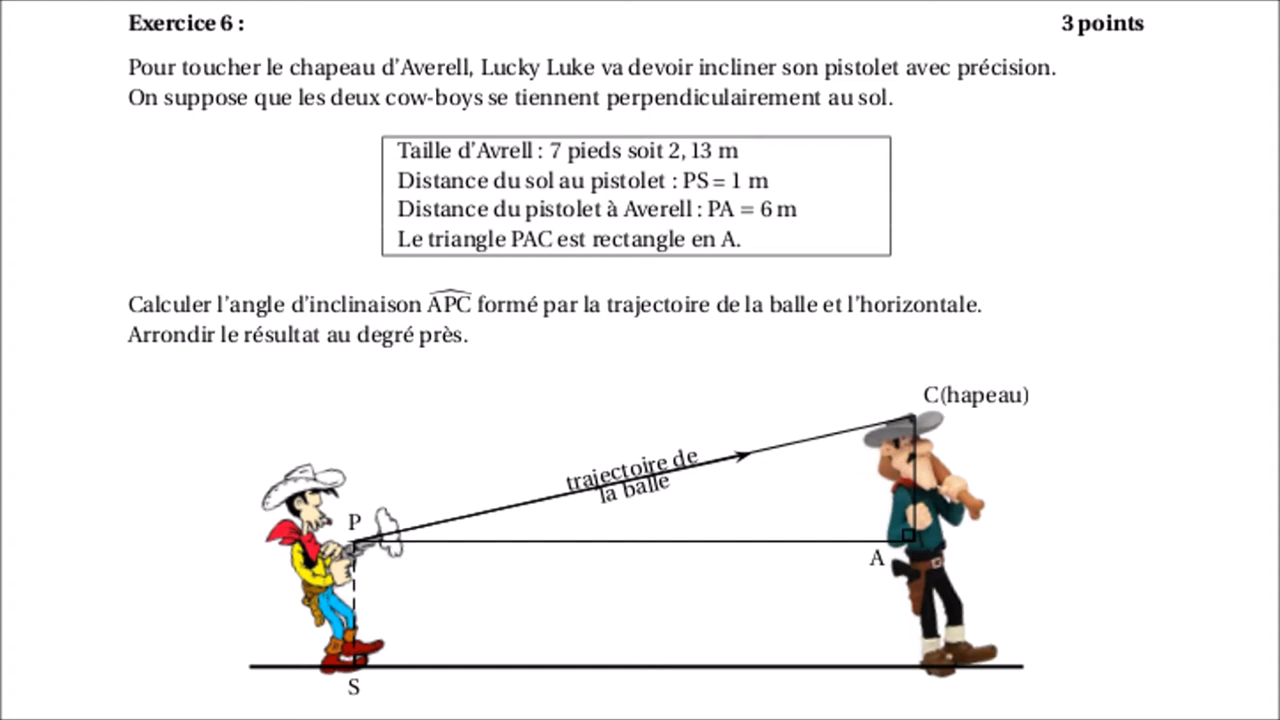 Exercice 6 : 3 points
Pour toucher le chapeau d'Averell, Lucky Luke va devoir incliner son pistolet avec précision.
On suppose que les deux cow-boys se tiennent perpendiculairement au sol.
Taille d'Avrell : 7 pieds soit 2, 13 m
Distance du sol au pistolet : PS = 1 m
Distance du pistolet à Averell : PA = 6 m
Le triangle PAC est rectangle en A.
Calculer l'angle d'inclinaison APC formé par la trajectoire de la balle et l'horizontale.
Arrondir le résultat au degré près.
C(hapeau)
trajectoire de
la balle
P
A
S